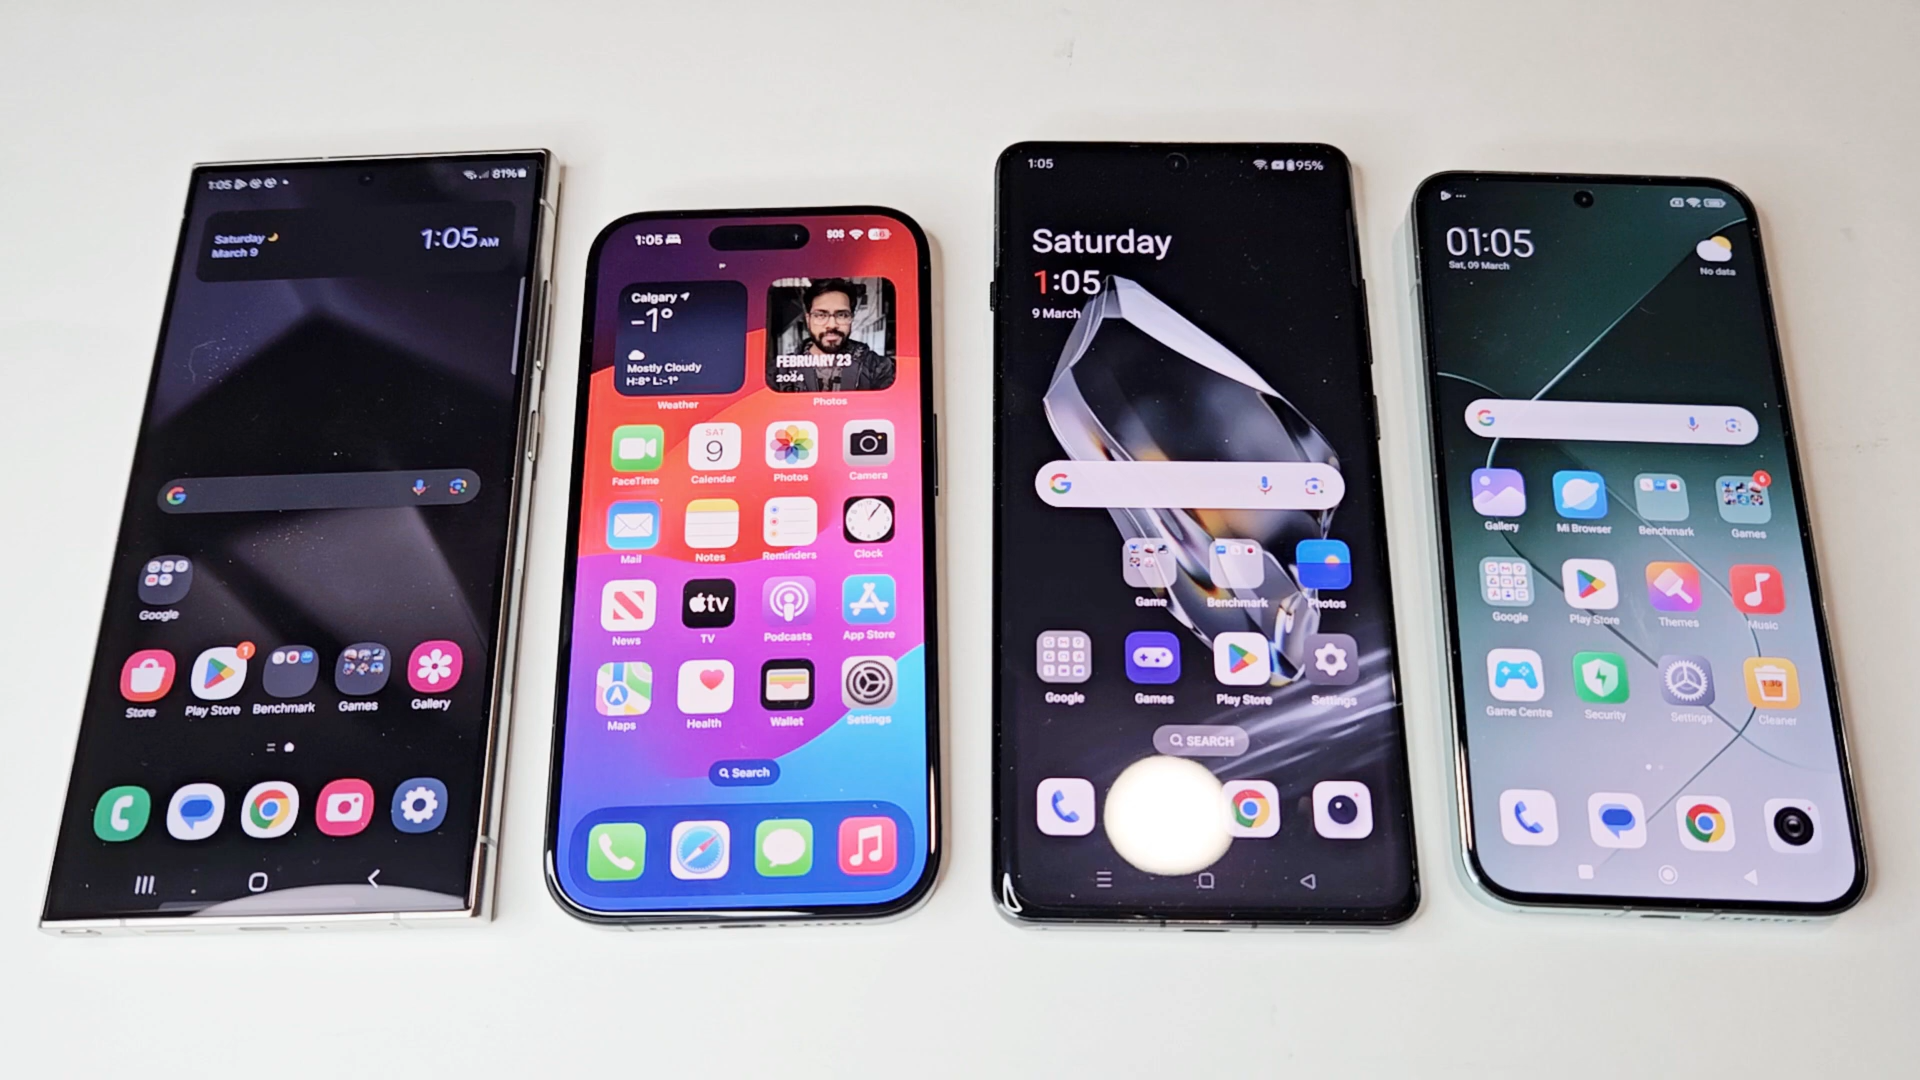 1:05
81%
Saturday
March 9
1:05 AM
Google
1
Store
Play Store
Benchmark
Games
Gallery
1:05
SOS
46
Calgary
-1°
Mostly Cloudy
H:8° L:-1°
Weather
FEBRUARY 23
2024
Photos
SAT
9
FaceTime
Calendar
Photos
Camera
Mail
Notes
Reminders
Clock
tv
News
TV
Podcasts
App Store
Maps
Health
Wallet
Settings
Search
1:05
95%
Saturday
1:05
9 March
Game
Benchmark
Photos
Google
Games
Play Store
Settings
SEARCH
01:05
Sat, 09 March
No data
Gallery
Mi Browser
Benchmark
Games
Google
Play Store
Themes
Music
Game Centre
Security
Settings
Cleaner